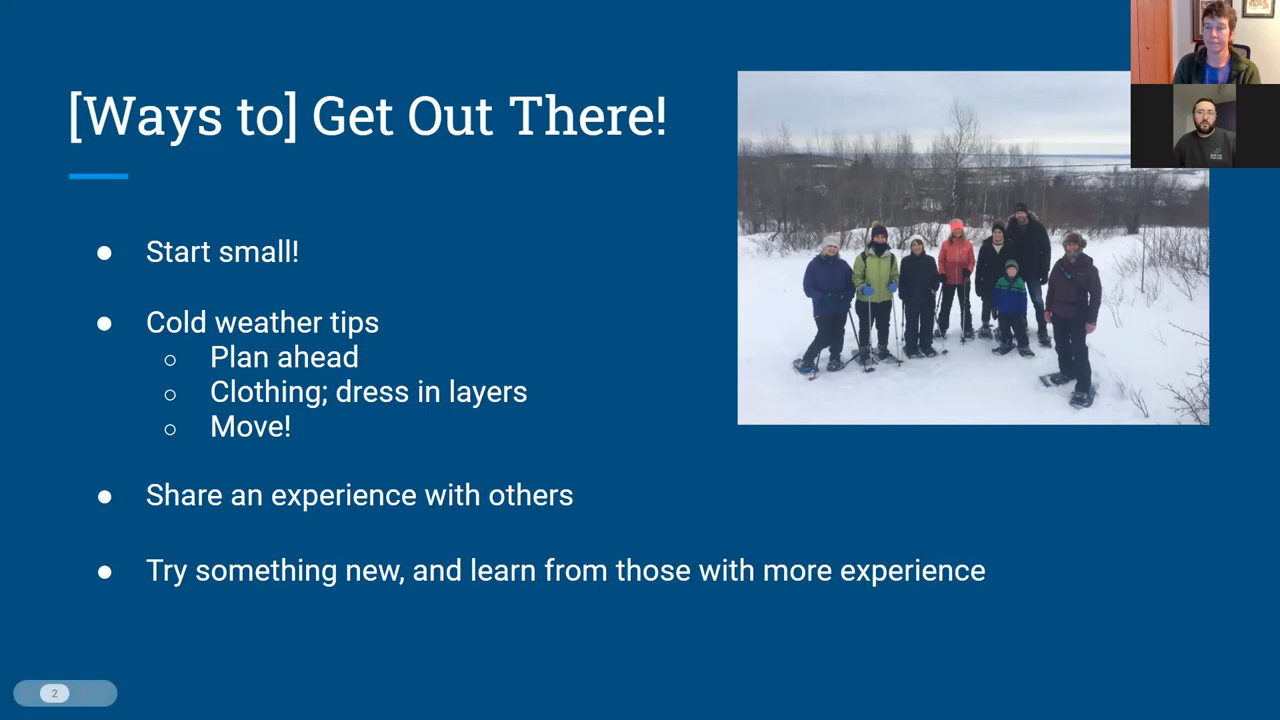 [Ways to] Get Out There!
● Start small!
● Cold weather tips
○ Plan ahead
○ Clothing; dress in layers
○ Move!
● Share an experience with others
● Try something new, and learn from those with more experience
2